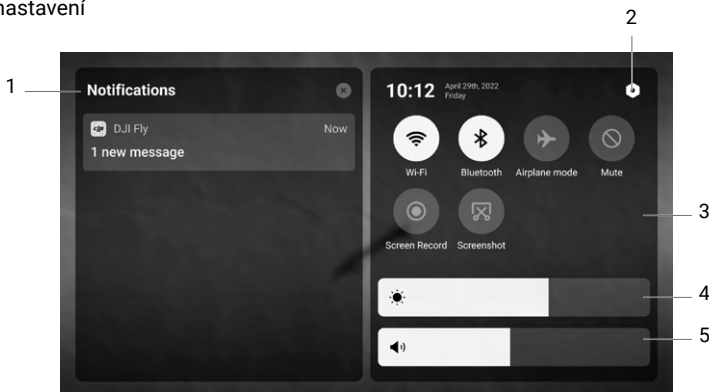 nastavení
2
1
Notifications
DJI Fly
Now
1 new message
10:12
April 29th, 2022
Friday
Wi-Fi
Bluetooth
Airplane mode
Mute
Screen Record
Screenshot
3
4
5